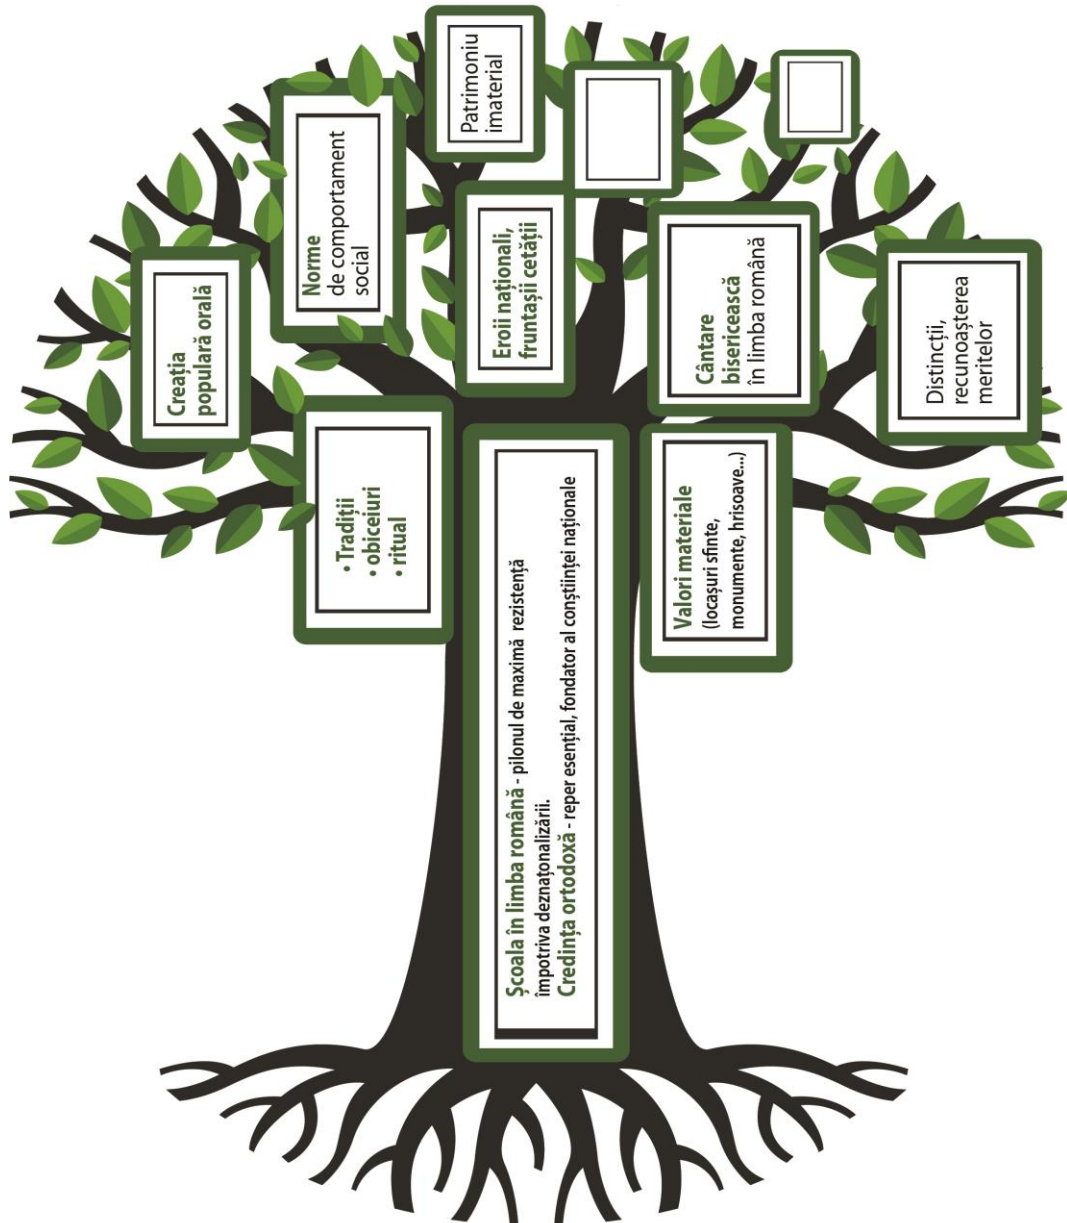 Creația
populară orală
Norme
de comportament
social
Patrimoniu
imaterial
• Tradiții
• obiceiuri
• ritual
Eroii naționali,
fruntașii cetății
Cântare
bisericească
în limba română
Distincții,
recunoașterea
meritelor
Valori materiale
(locașuri sfinte,
monumente, hrisoave...)
Școala în limba română - pilonul de maximă rezistență
împotriva deznaţonalizării.
Credința ortodoxă - reper esențial, fondator al conștiinței naționale